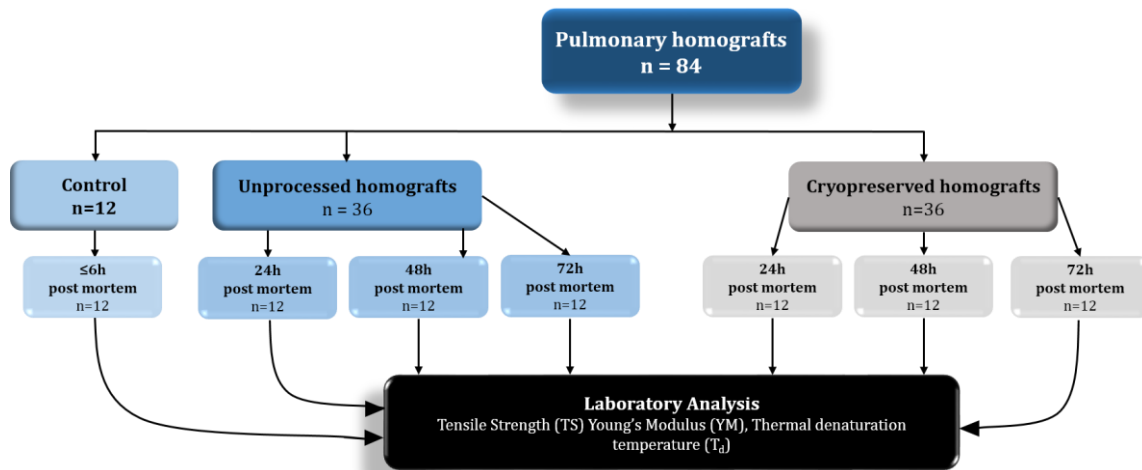 Pulmonary homografts
n = 84
Control
n=12
Unprocessed homografts
n = 36
Cryopreserved homografts
n=36
≤6h
post mortem
n=12
24h
post mortem
n=12
48h
post mortem
n=12
72h
post mortem
n=12
24h
post mortem
n=12
48h
post mortem
n=12
72h
post mortem
n=12
Laboratory Analysis
Tensile Strength (TS) Young's Modulus (YM), Thermal denaturation
temperature (Td)